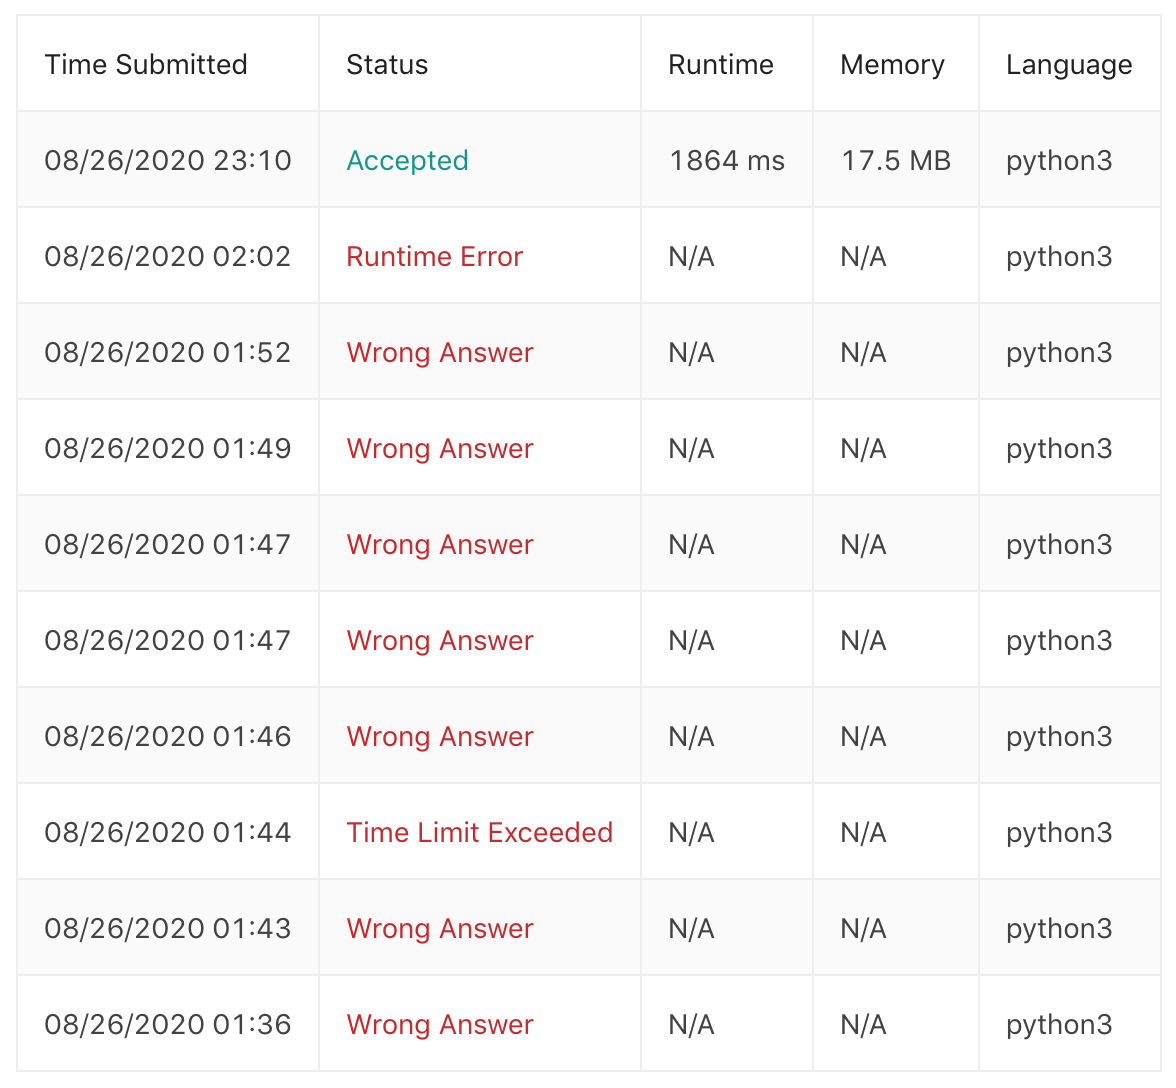 Time Submitted Status Runtime Memory Language
08/26/2020 23:10 Accepted 1864 ms 17.5 MB python3
08/26/2020 02:02 Runtime Error N/A N/A python3
08/26/2020 01:52 Wrong Answer N/A N/A python3
08/26/2020 01:49 Wrong Answer N/A N/A python3
08/26/2020 01:47 Wrong Answer N/A N/A python3
08/26/2020 01:47 Wrong Answer N/A N/A python3
08/26/2020 01:46 Wrong Answer N/A N/A python3
08/26/2020 01:44 Time Limit Exceeded N/A N/A python3
08/26/2020 01:43 Wrong Answer N/A N/A python3
08/26/2020 01:36 Wrong Answer N/A N/A python3